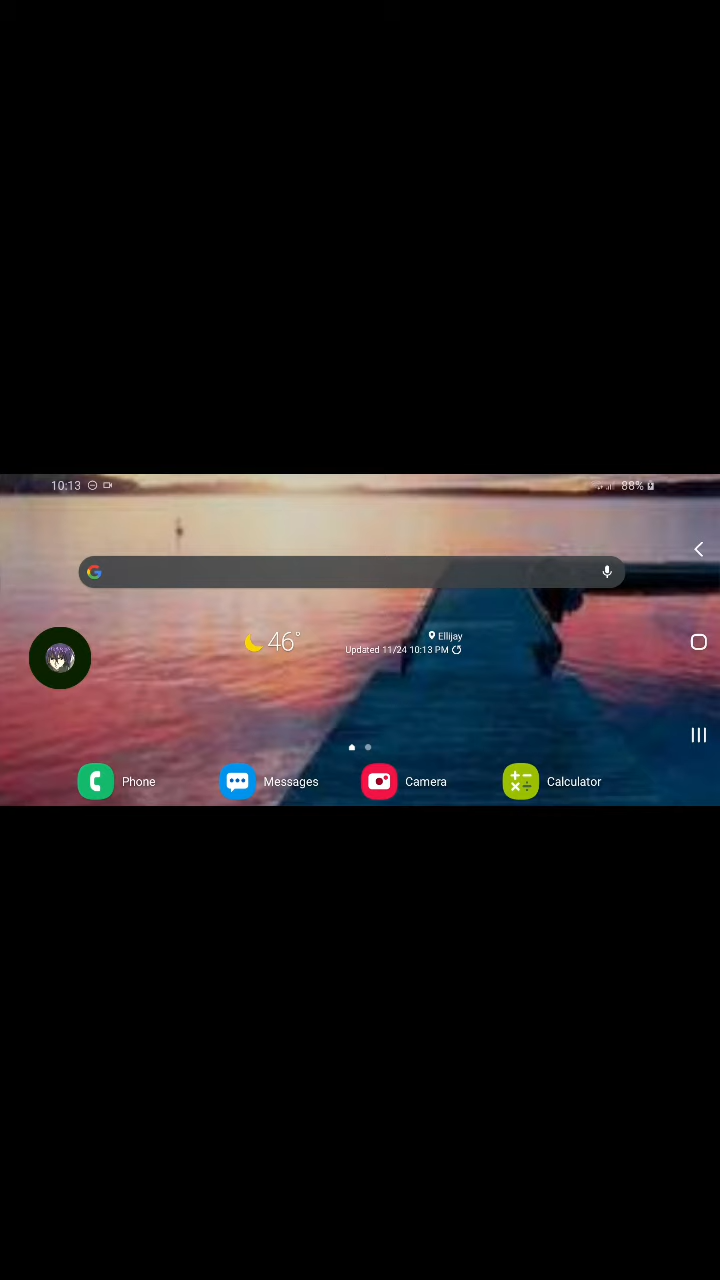 10:13 88%
G
46°
Ellijay
Updated 11/24 10:13 PM
Phone Messages Camera Calculator